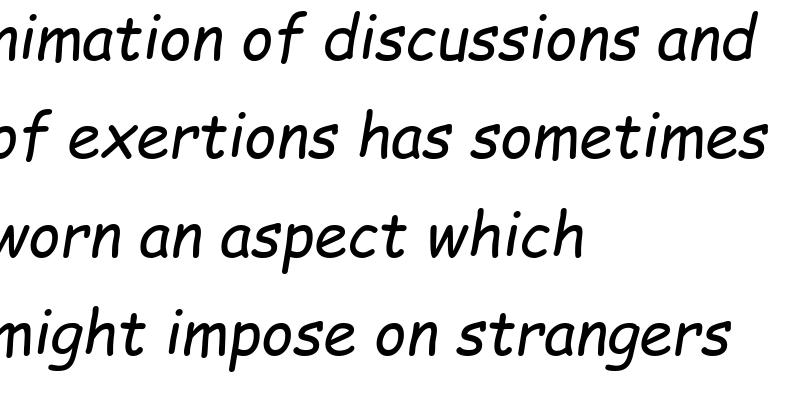 nimation of discussions and
of exertions has sometimes
worn an aspect which
might impose on strangers